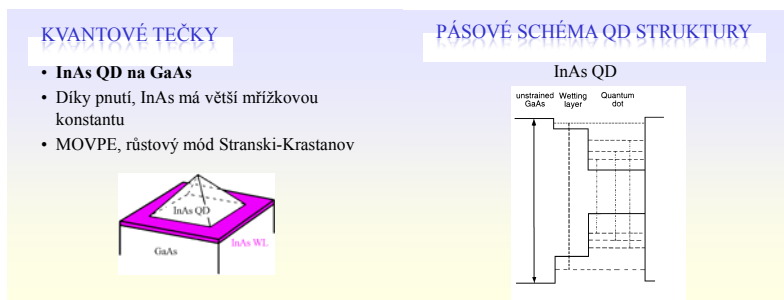 KVANTOVÉ TEČKY
• InAs QD na GaAs
• Díky pnutí, InAs má větší mřížkovou
konstantu
• MOVPE, růstový mód Stranski-Krastanov
InAs QD
InAs WL
GaAs
PÁSOVÉ SCHÉMA QD STRUKTURY
InAs QD
unstrained Wetting Quantum
GaAs layer dot